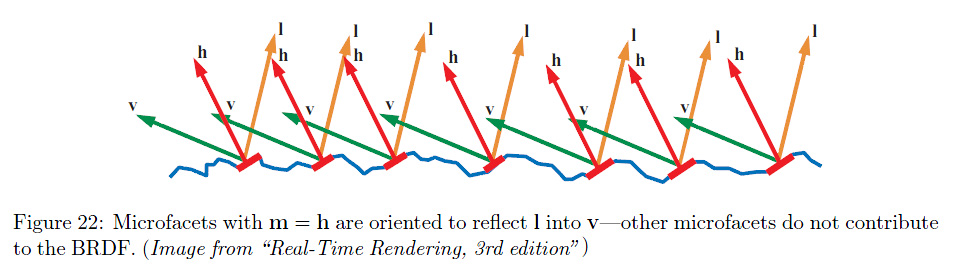 l l l l l l l
h h h h h h h
v v v v v v v
Figure 22: Microfacets with m = h are oriented to reflect l into v—other microfacets do not contribute
to the BRDF. (Image from “Real-Time Rendering, 3rd edition”)